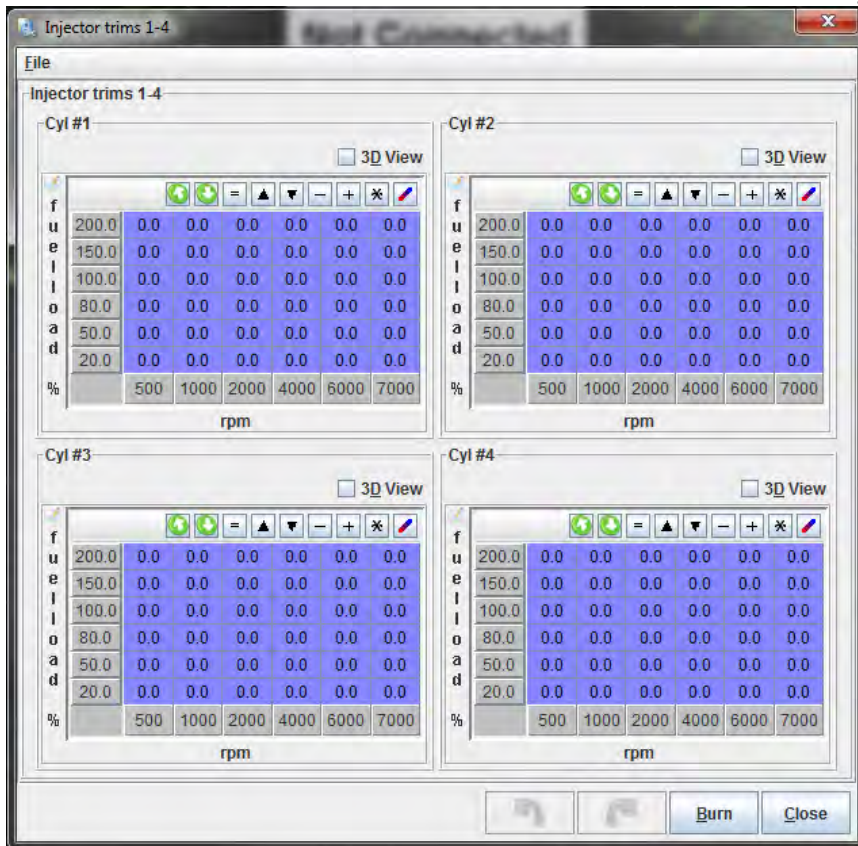 Injector trims 1-4
Not Connected
File
Injector trims 1-4
Cyl #1
3D View
fuelload
= - + *
200.0 0.0 0.0 0.0 0.0 0.0 0.0
150.0 0.0 0.0 0.0 0.0 0.0 0.0
100.0 0.0 0.0 0.0 0.0 0.0 0.0
80.0 0.0 0.0 0.0 0.0 0.0 0.0
50.0 0.0 0.0 0.0 0.0 0.0 0.0
20.0 0.0 0.0 0.0 0.0 0.0 0.0
% 500 1000 2000 4000 6000 7000
rpm
Cyl #2
3D View
fuelload
= - + *
200.0 0.0 0.0 0.0 0.0 0.0 0.0
150.0 0.0 0.0 0.0 0.0 0.0 0.0
100.0 0.0 0.0 0.0 0.0 0.0 0.0
80.0 0.0 0.0 0.0 0.0 0.0 0.0
50.0 0.0 0.0 0.0 0.0 0.0 0.0
20.0 0.0 0.0 0.0 0.0 0.0 0.0
% 500 1000 2000 4000 6000 7000
rpm
Cyl #3
3D View
fuelload
= - + *
200.0 0.0 0.0 0.0 0.0 0.0 0.0
150.0 0.0 0.0 0.0 0.0 0.0 0.0
100.0 0.0 0.0 0.0 0.0 0.0 0.0
80.0 0.0 0.0 0.0 0.0 0.0 0.0
50.0 0.0 0.0 0.0 0.0 0.0 0.0
20.0 0.0 0.0 0.0 0.0 0.0 0.0
% 500 1000 2000 4000 6000 7000
rpm
Cyl #4
3D View
fuelload
= - + *
200.0 0.0 0.0 0.0 0.0 0.0 0.0
150.0 0.0 0.0 0.0 0.0 0.0 0.0
100.0 0.0 0.0 0.0 0.0 0.0 0.0
80.0 0.0 0.0 0.0 0.0 0.0 0.0
50.0 0.0 0.0 0.0 0.0 0.0 0.0
20.0 0.0 0.0 0.0 0.0 0.0 0.0
% 500 1000 2000 4000 6000 7000
rpm
Burn
Close